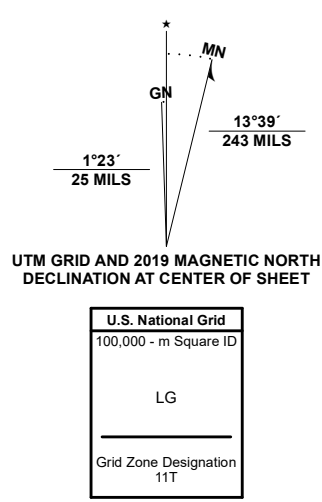 ★
MN
GN
13°39´
243 MILS
1°23´
25 MILS
UTM GRID AND 2019 MAGNETIC NORTH
DECLINATION AT CENTER OF SHEET
U.S. National Grid
100,000 - m Square ID
LG
Grid Zone Designation
11T